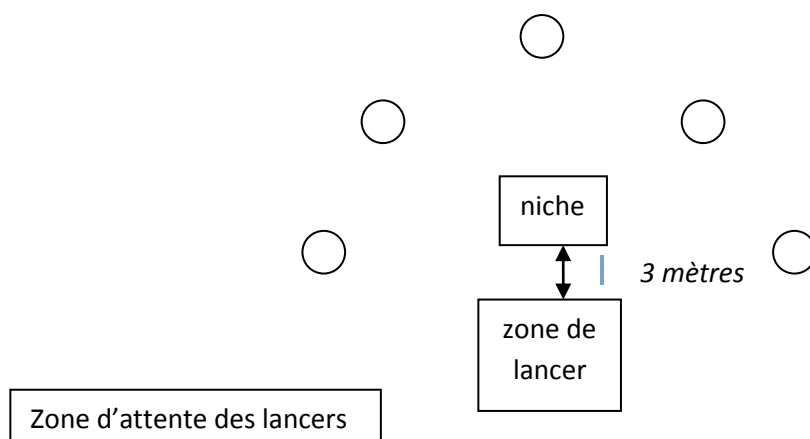 niche
3 mètres
zone de
lancer
Zone d'attente des lancers